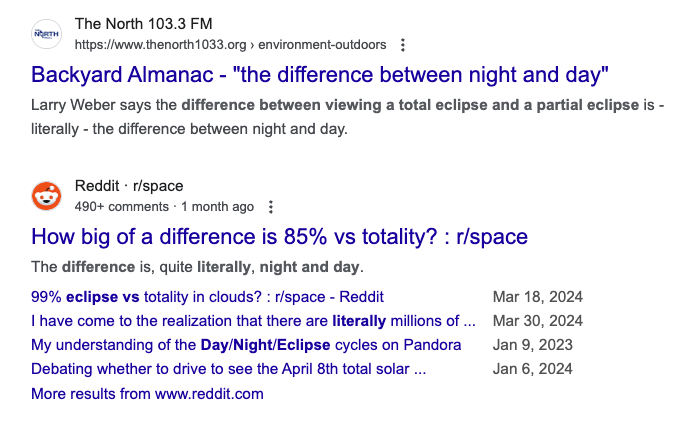 The North 103.3 FM
NORTH
https://www.thenorth1033.org › environment-outdoors
Backyard Almanac - "the difference between night and day"
Larry Weber says the difference between viewing a total eclipse and a partial eclipse is -
literally - the difference between night and day.
Reddit · r/space
490+ comments · 1 month ago
How big of a difference is 85% vs totality? : r/space
The difference is, quite literally, night and day.
99% eclipse vs totality in clouds? : r/space - Reddit Mar 18, 2024
I have come to the realization that there are literally millions of ... Mar 30, 2024
My understanding of the Day/Night/Eclipse cycles on Pandora Jan 9, 2023
Debating whether to drive to see the April 8th total solar ... Jan 6, 2024
More results from www.reddit.com